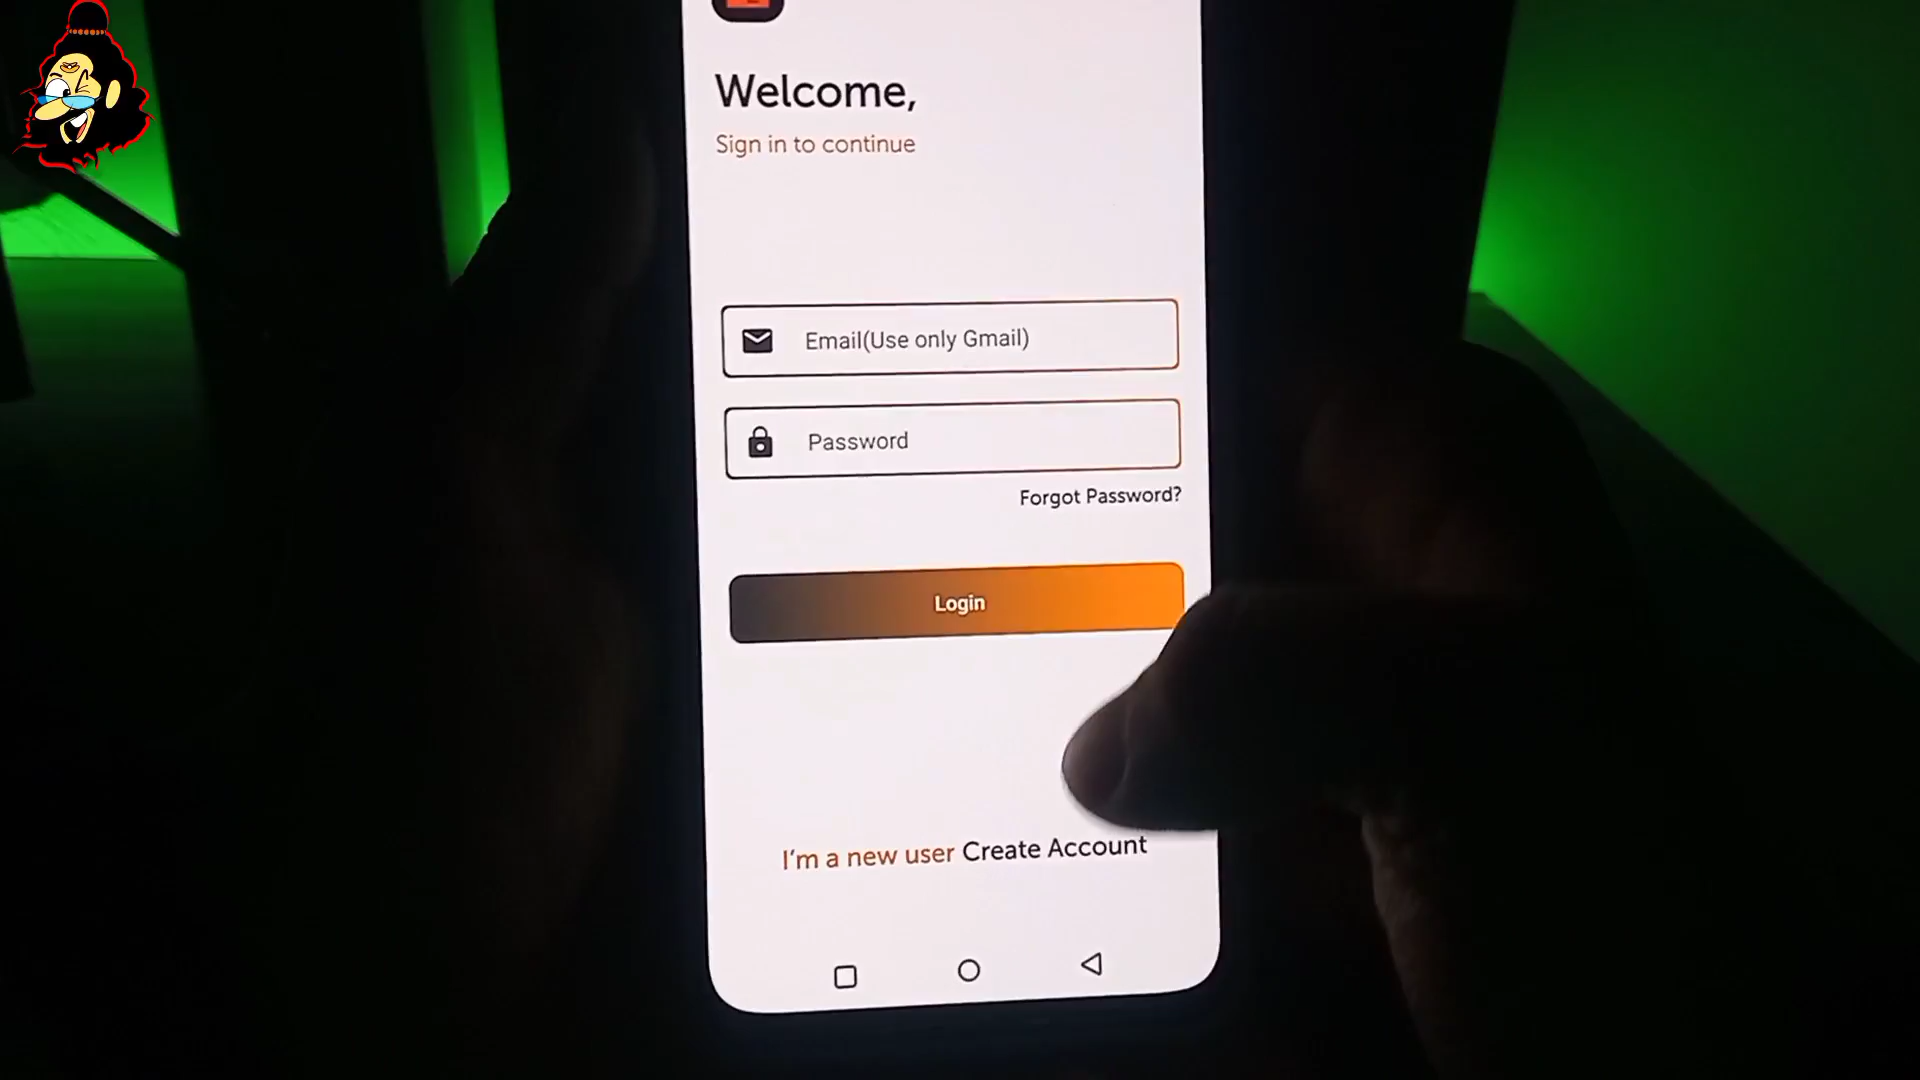 Welcome,
Sign in to continue
Email(Use only Gmail)
Password
Forgot Password?
Login
I'm a new user Create Account